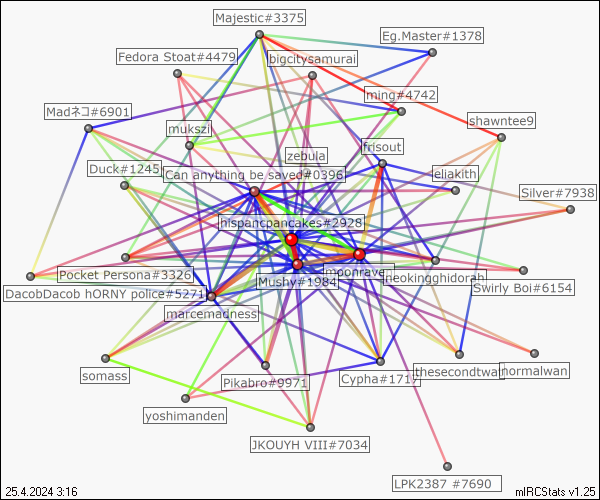 Majestic#3375
Eg.Master#1378
Fedora Stoat#4479
bigcitysamurai
ming#4742
Madネコ#6901
shawntee9
mukszii
frisout
zebula
Duck#1245
Can anything be saved#0396
eliakith
Silver#7938
hispancpancakes#2928
Pocket Persona#3326
Mushy#1984
moonrave
neokingghidorah
Swirly Boi#6154
DacobDacob hORNY police#5271
marcemadness
somass
Pikabro#9971
Cypha#1717
thesecondtwat
normalwan
yoshimanden
JKOUYH VIII#7034
LPK2387 #7690
25.4.2024 3:16
mIRCStats v1.25